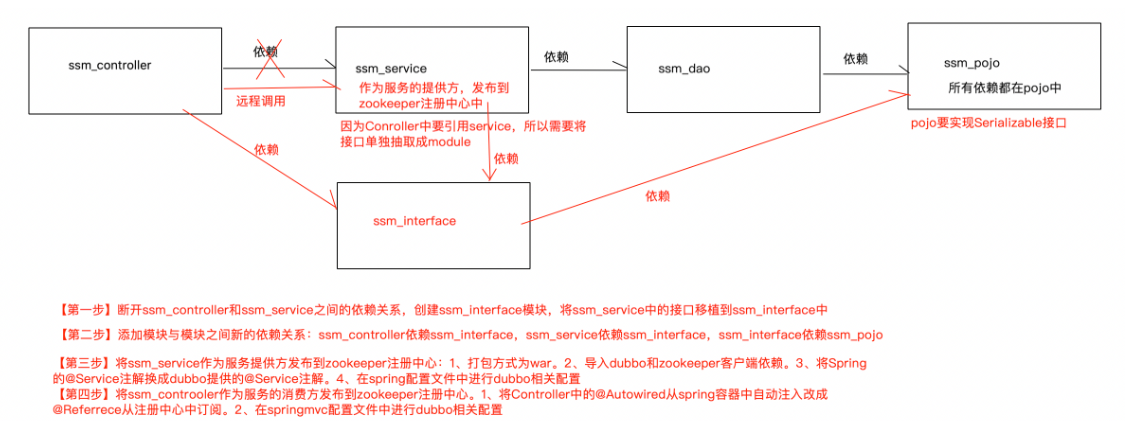 ssm_controller
依赖
远程调用
ssm_service
作为服务的提供方，发布到
zookeeper注册中心中
依赖
ssm_dao
依赖
ssm_pojo
所有依赖都在pojo中
pojo要实现Serializable接口
因为Conroller中要引用service，所以需要将
接口单独抽取成module
依赖
依赖
依赖
ssm_interface
【第一步】断开ssm_controller和ssm_service之间的依赖关系，创建ssm_interface模块，将ssm_service中的接口移植到ssm_interface中
【第二步】添加模块与模块之间新的依赖关系：ssm_controller依赖ssm_interface，ssm_service依赖ssm_interface，ssm_interface依赖ssm_pojo
【第三步】将ssm_service作为服务提供方发布到zookeeper注册中心：1、打包方式为war。2、导入dubbo和zookeeper客户端依赖。3、将Spring
的@Service注解换成dubbo提供的@Service注解。4、在spring配置文件中进行dubbo相关配置
【第四步】将ssm_controoler作为服务的消费方发布到zookeeper注册中心。1、将Controller中的@Autowired从spring容器中自动注入改成
@Referrece从注册中心中订阅。2、在springmvc配置文件中进行dubbo相关配置